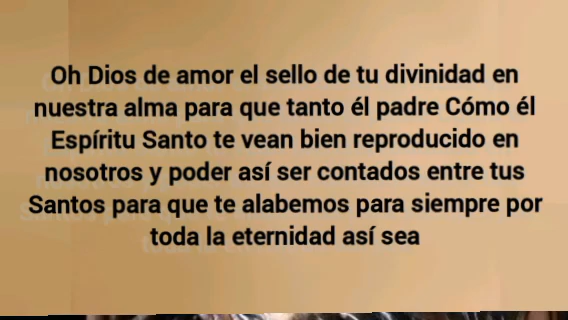 Oh Dios de amor el sello de tu divinidad en
nuestra alma para que tanto él padre Cómo él
Espíritu Santo te vean bien reproducido en
nosotros y poder así ser contados entre tus
Santos para que te alabemos para siempre por
toda la eternidad así sea